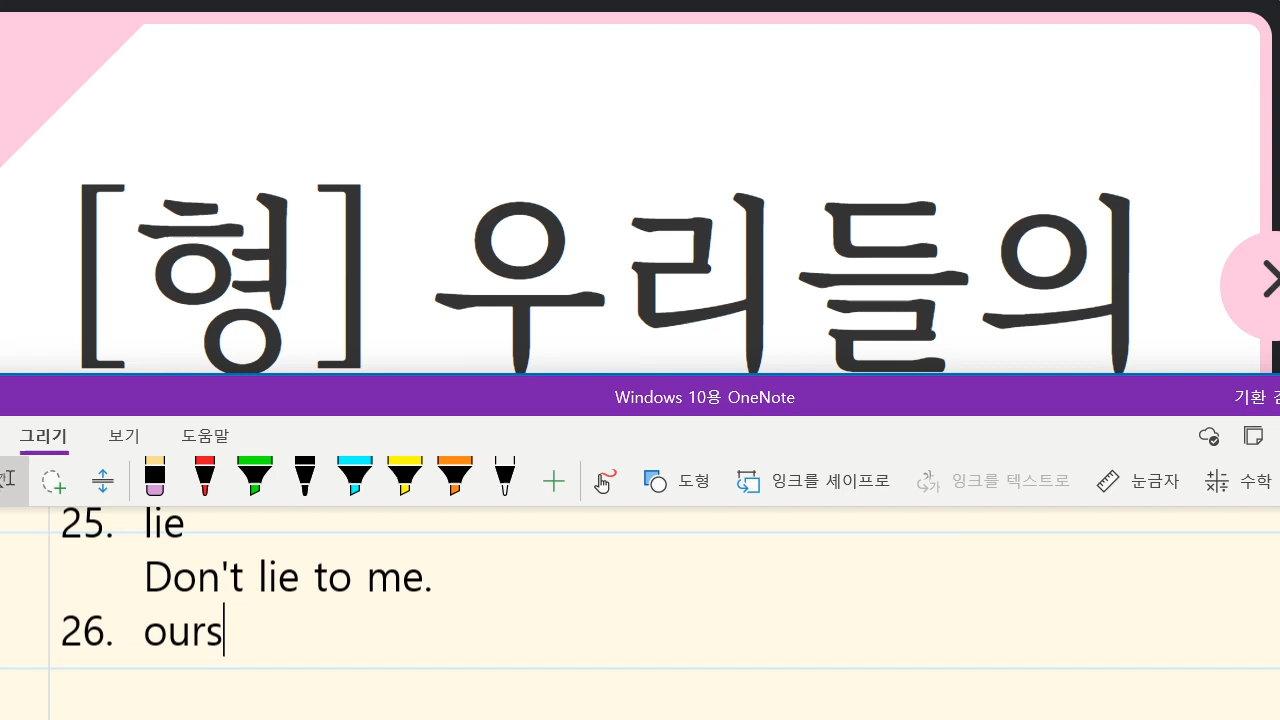 [형] 우리들의
Windows 10용 OneNote
기환
그리기 보기 도움말
도형 잉크를 셰이프로 잉크를 텍스트로 눈금자 수학
25. lie
Don't lie to me.
26. ours